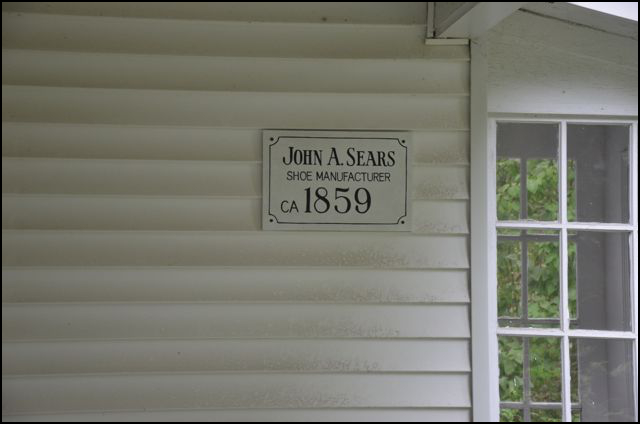 JOHN A. SEARS
SHOE MANUFACTURER
CA 1859